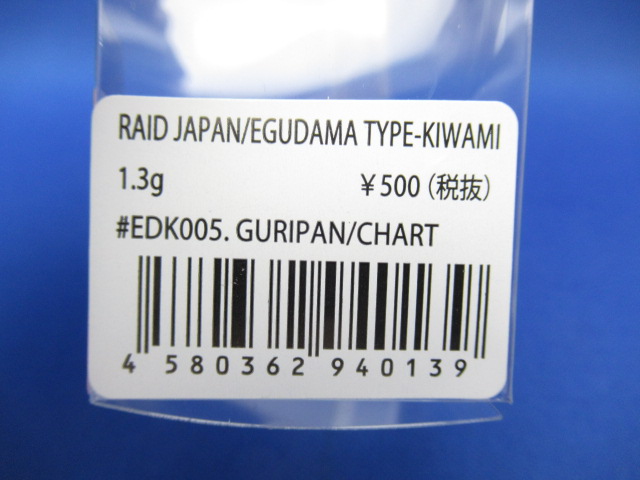 RAID JAPAN/EGUDAMA TYPE-KIWAMI
1.3g ¥500(税抜)
#EDK005. GURIPAN/CHART
4 580362 940139